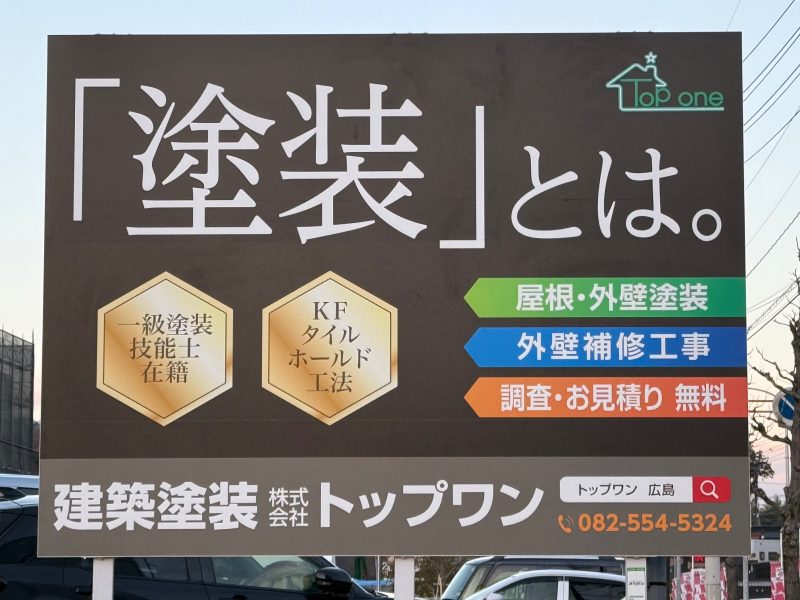 Top one
「塗装」とは。
一級塗装
技能士
在籍
KF
タイル
ホールド
工法
屋根・外壁塗装
外壁補修工事
調査・お見積り 無料
建築塗装 株式会社 トップワン
トップワン 広島
082-554-5324